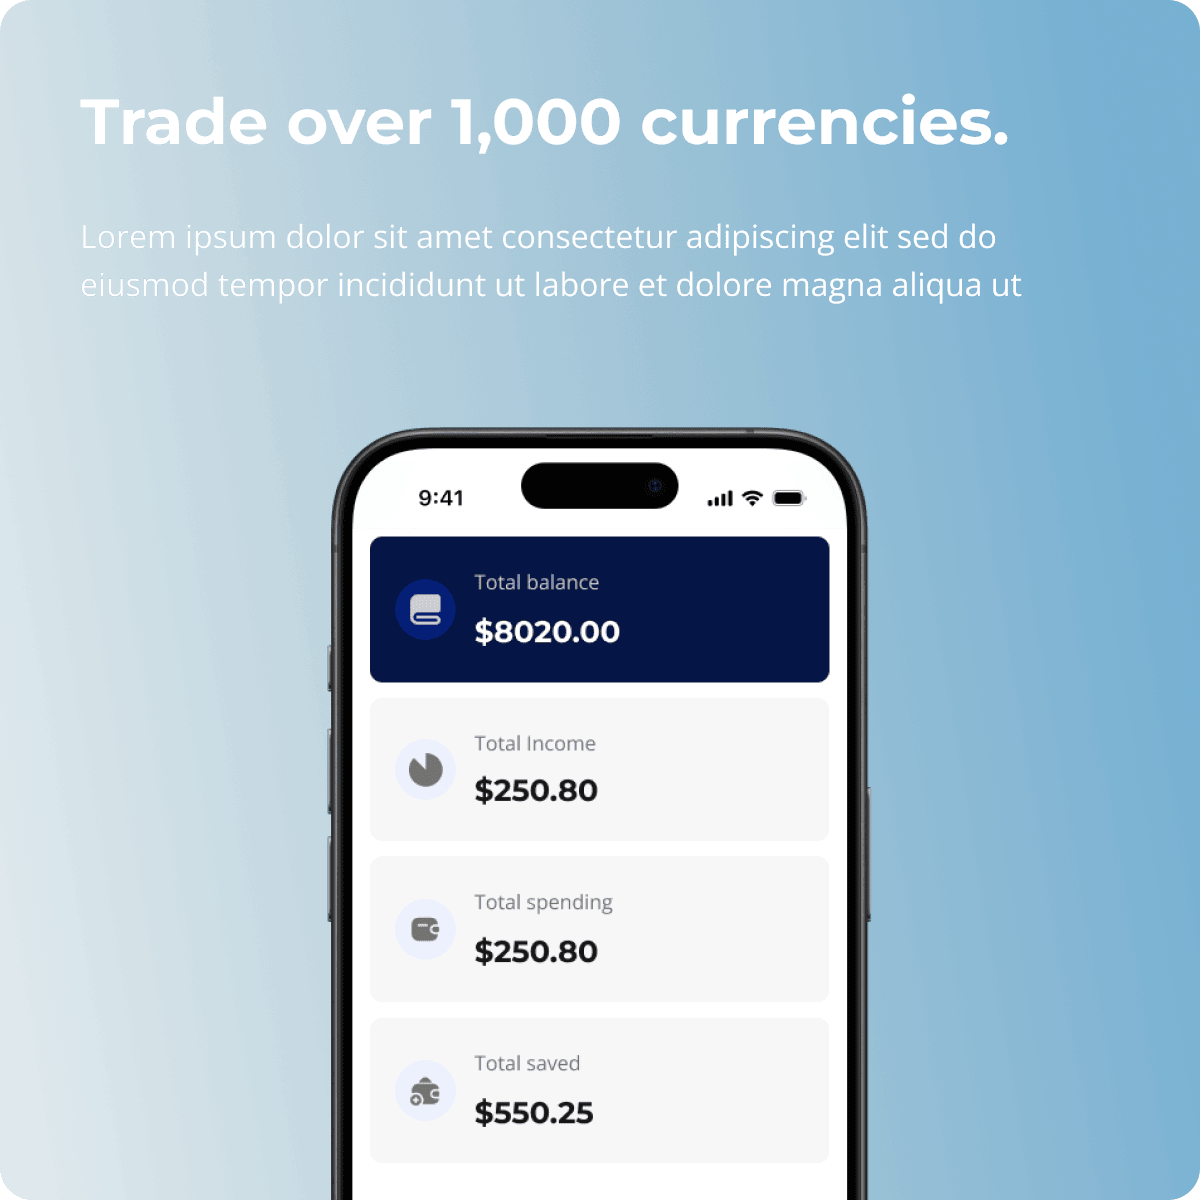 Trade over 1,000 currencies.
Lorem ipsum dolor sit amet consectetur adipiscing elit sed do
eiusmod tempor incididunt ut labore et dolore magna aliqua ut
9:41
Total balance
$8020.00
Total Income
$250.80
Total spending
$250.80
Total saved
$550.25